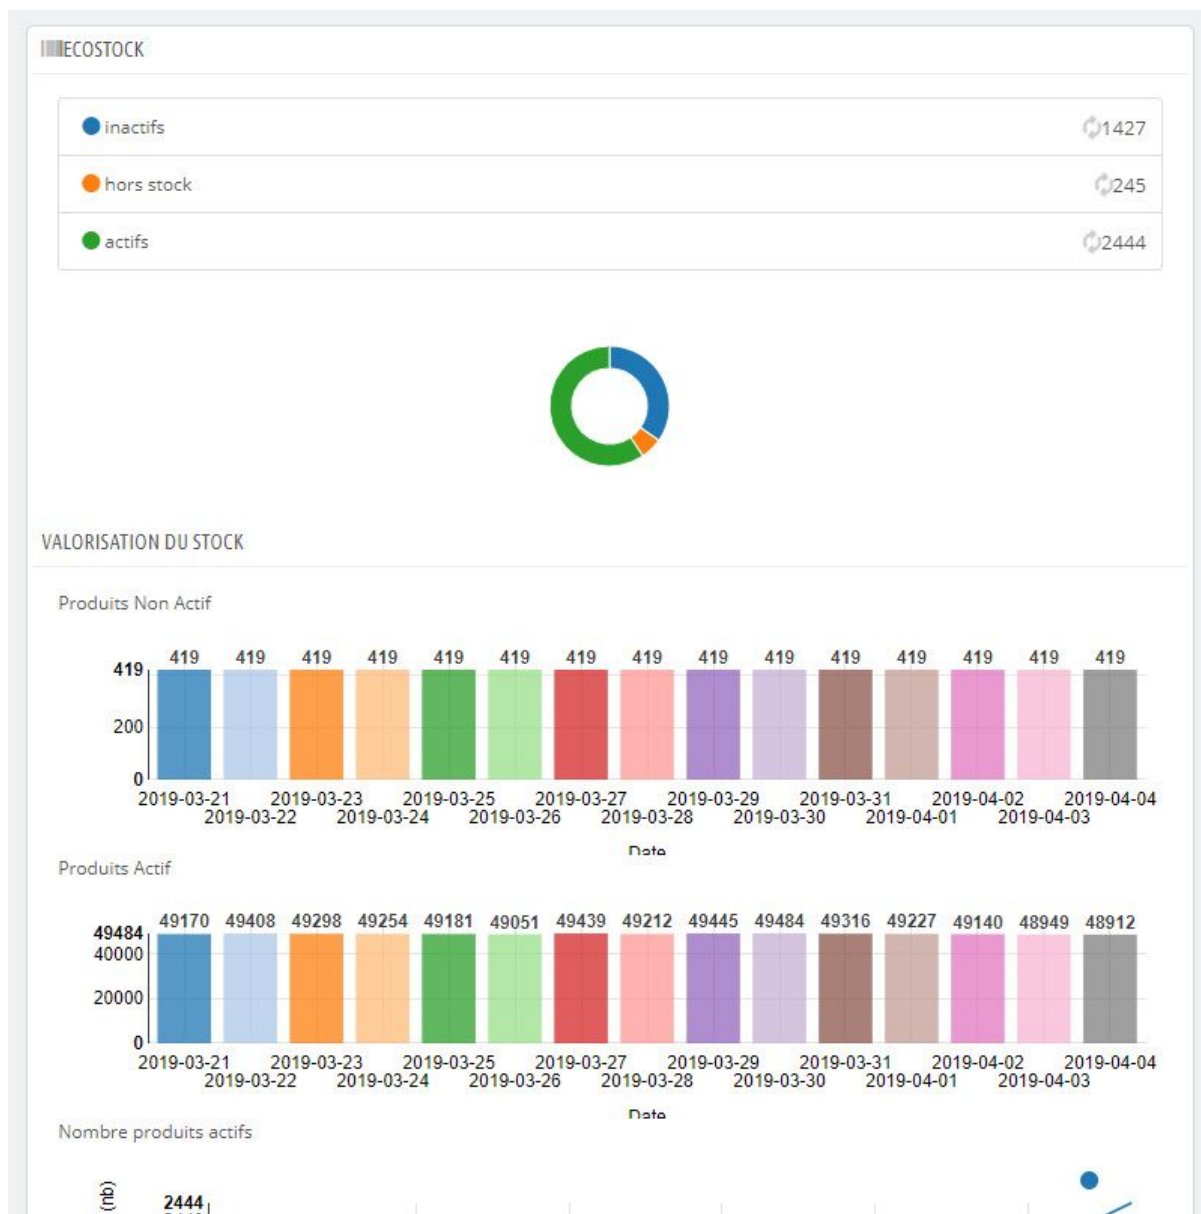 ECOSTOCK
inactifs 1427
hors stock 245
actifs 2444
VALORISATION DU STOCK
Produits Non Actif
419 419 419 419 419 419 419 419 419 419 419 419 419 419 419
419
200
0
2019-03-21 2019-03-23 2019-03-25 2019-03-27 2019-03-29 2019-03-31 2019-04-02 2019-04-04
2019-03-22 2019-03-24 2019-03-26 2019-03-28 2019-03-30 2019-04-01 2019-04-03
Date
Produits Actif
49170 49408 49298 49254 49181 49051 49439 49212 49445 49484 49316 49227 49140 48949 48912
49484
40000
20000
0
2019-03-21 2019-03-23 2019-03-25 2019-03-27 2019-03-29 2019-03-31 2019-04-02 2019-04-04
2019-03-22 2019-03-24 2019-03-26 2019-03-28 2019-03-30 2019-04-01 2019-04-03
Date
Nombre produits actifs
(nb)
2444